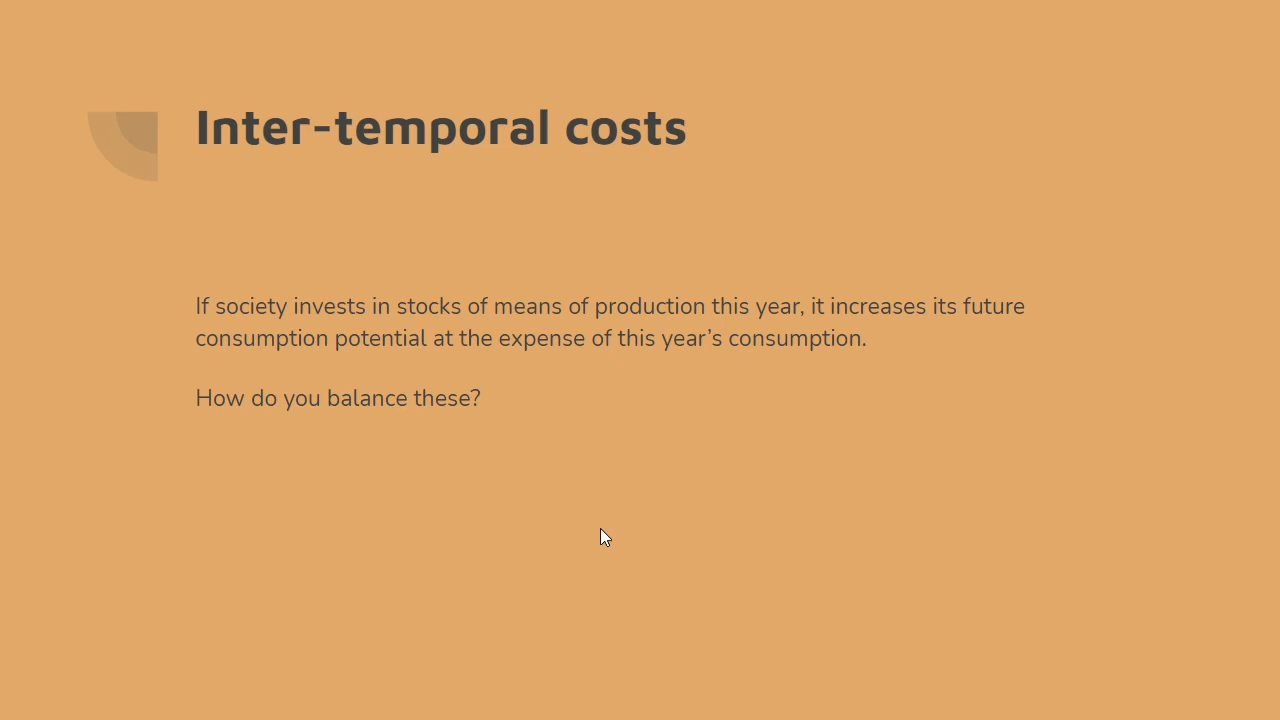 Inter-temporal costs
If society invests in stocks of means of production this year, it increases its future
consumption potential at the expense of this year’s consumption.
How do you balance these?